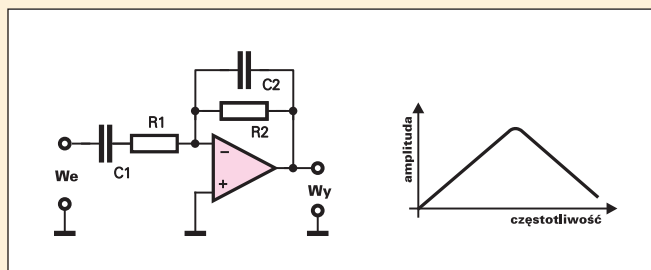 C2
R1
R2
We
C1
Wy
−
+
amplituda
częstotliwość